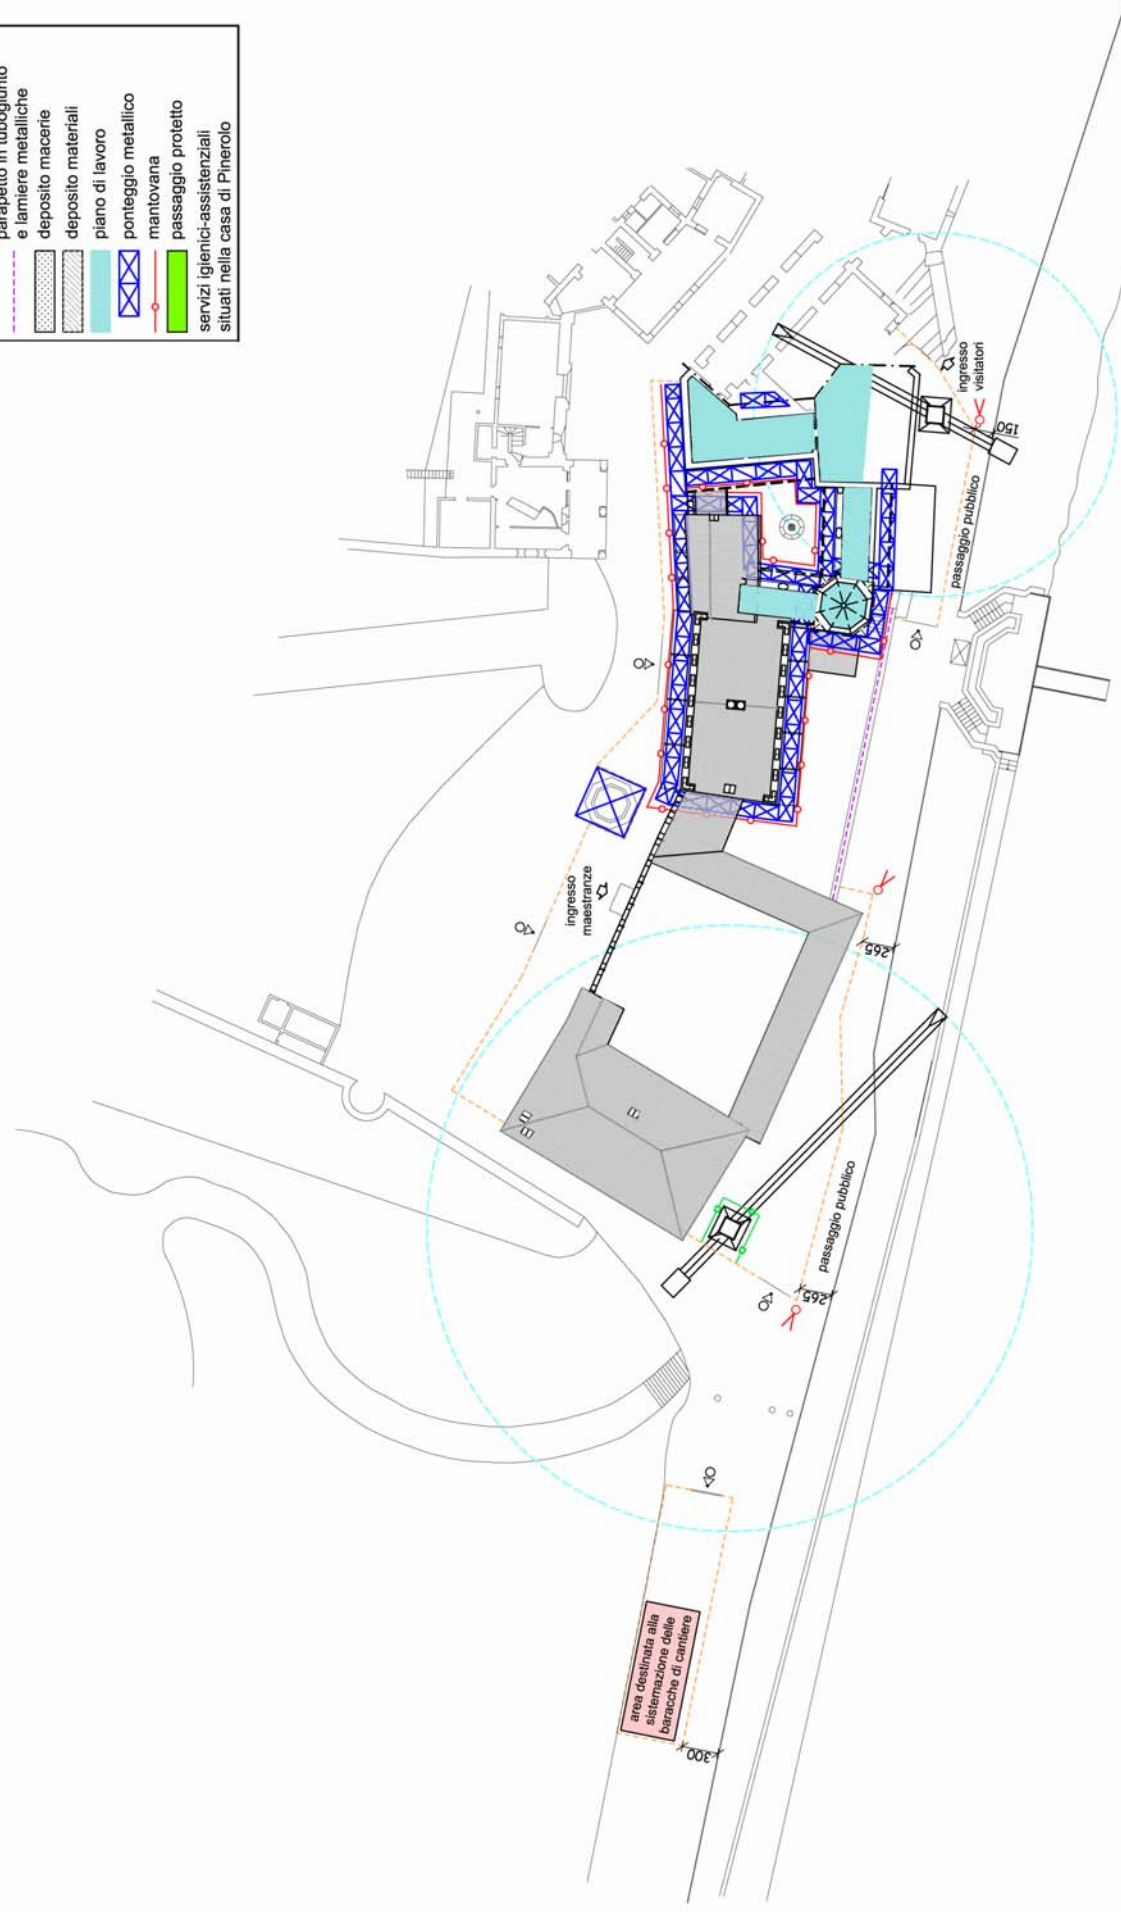 parapetto in tubogiunto
e lamiere metalliche
deposito macerie
deposito materiali
piano di lavoro
ponteggio metallico
mantovana
passaggio protetto
servizi igienici-assistenziali
situati nella casa di Pinerolo
ingresso
visitatori
150
passaggio pubblico
ingresso
maestranze
265
passaggio pubblico
265
area destinata alla
sistemazione delle
baracche di cantiere
300